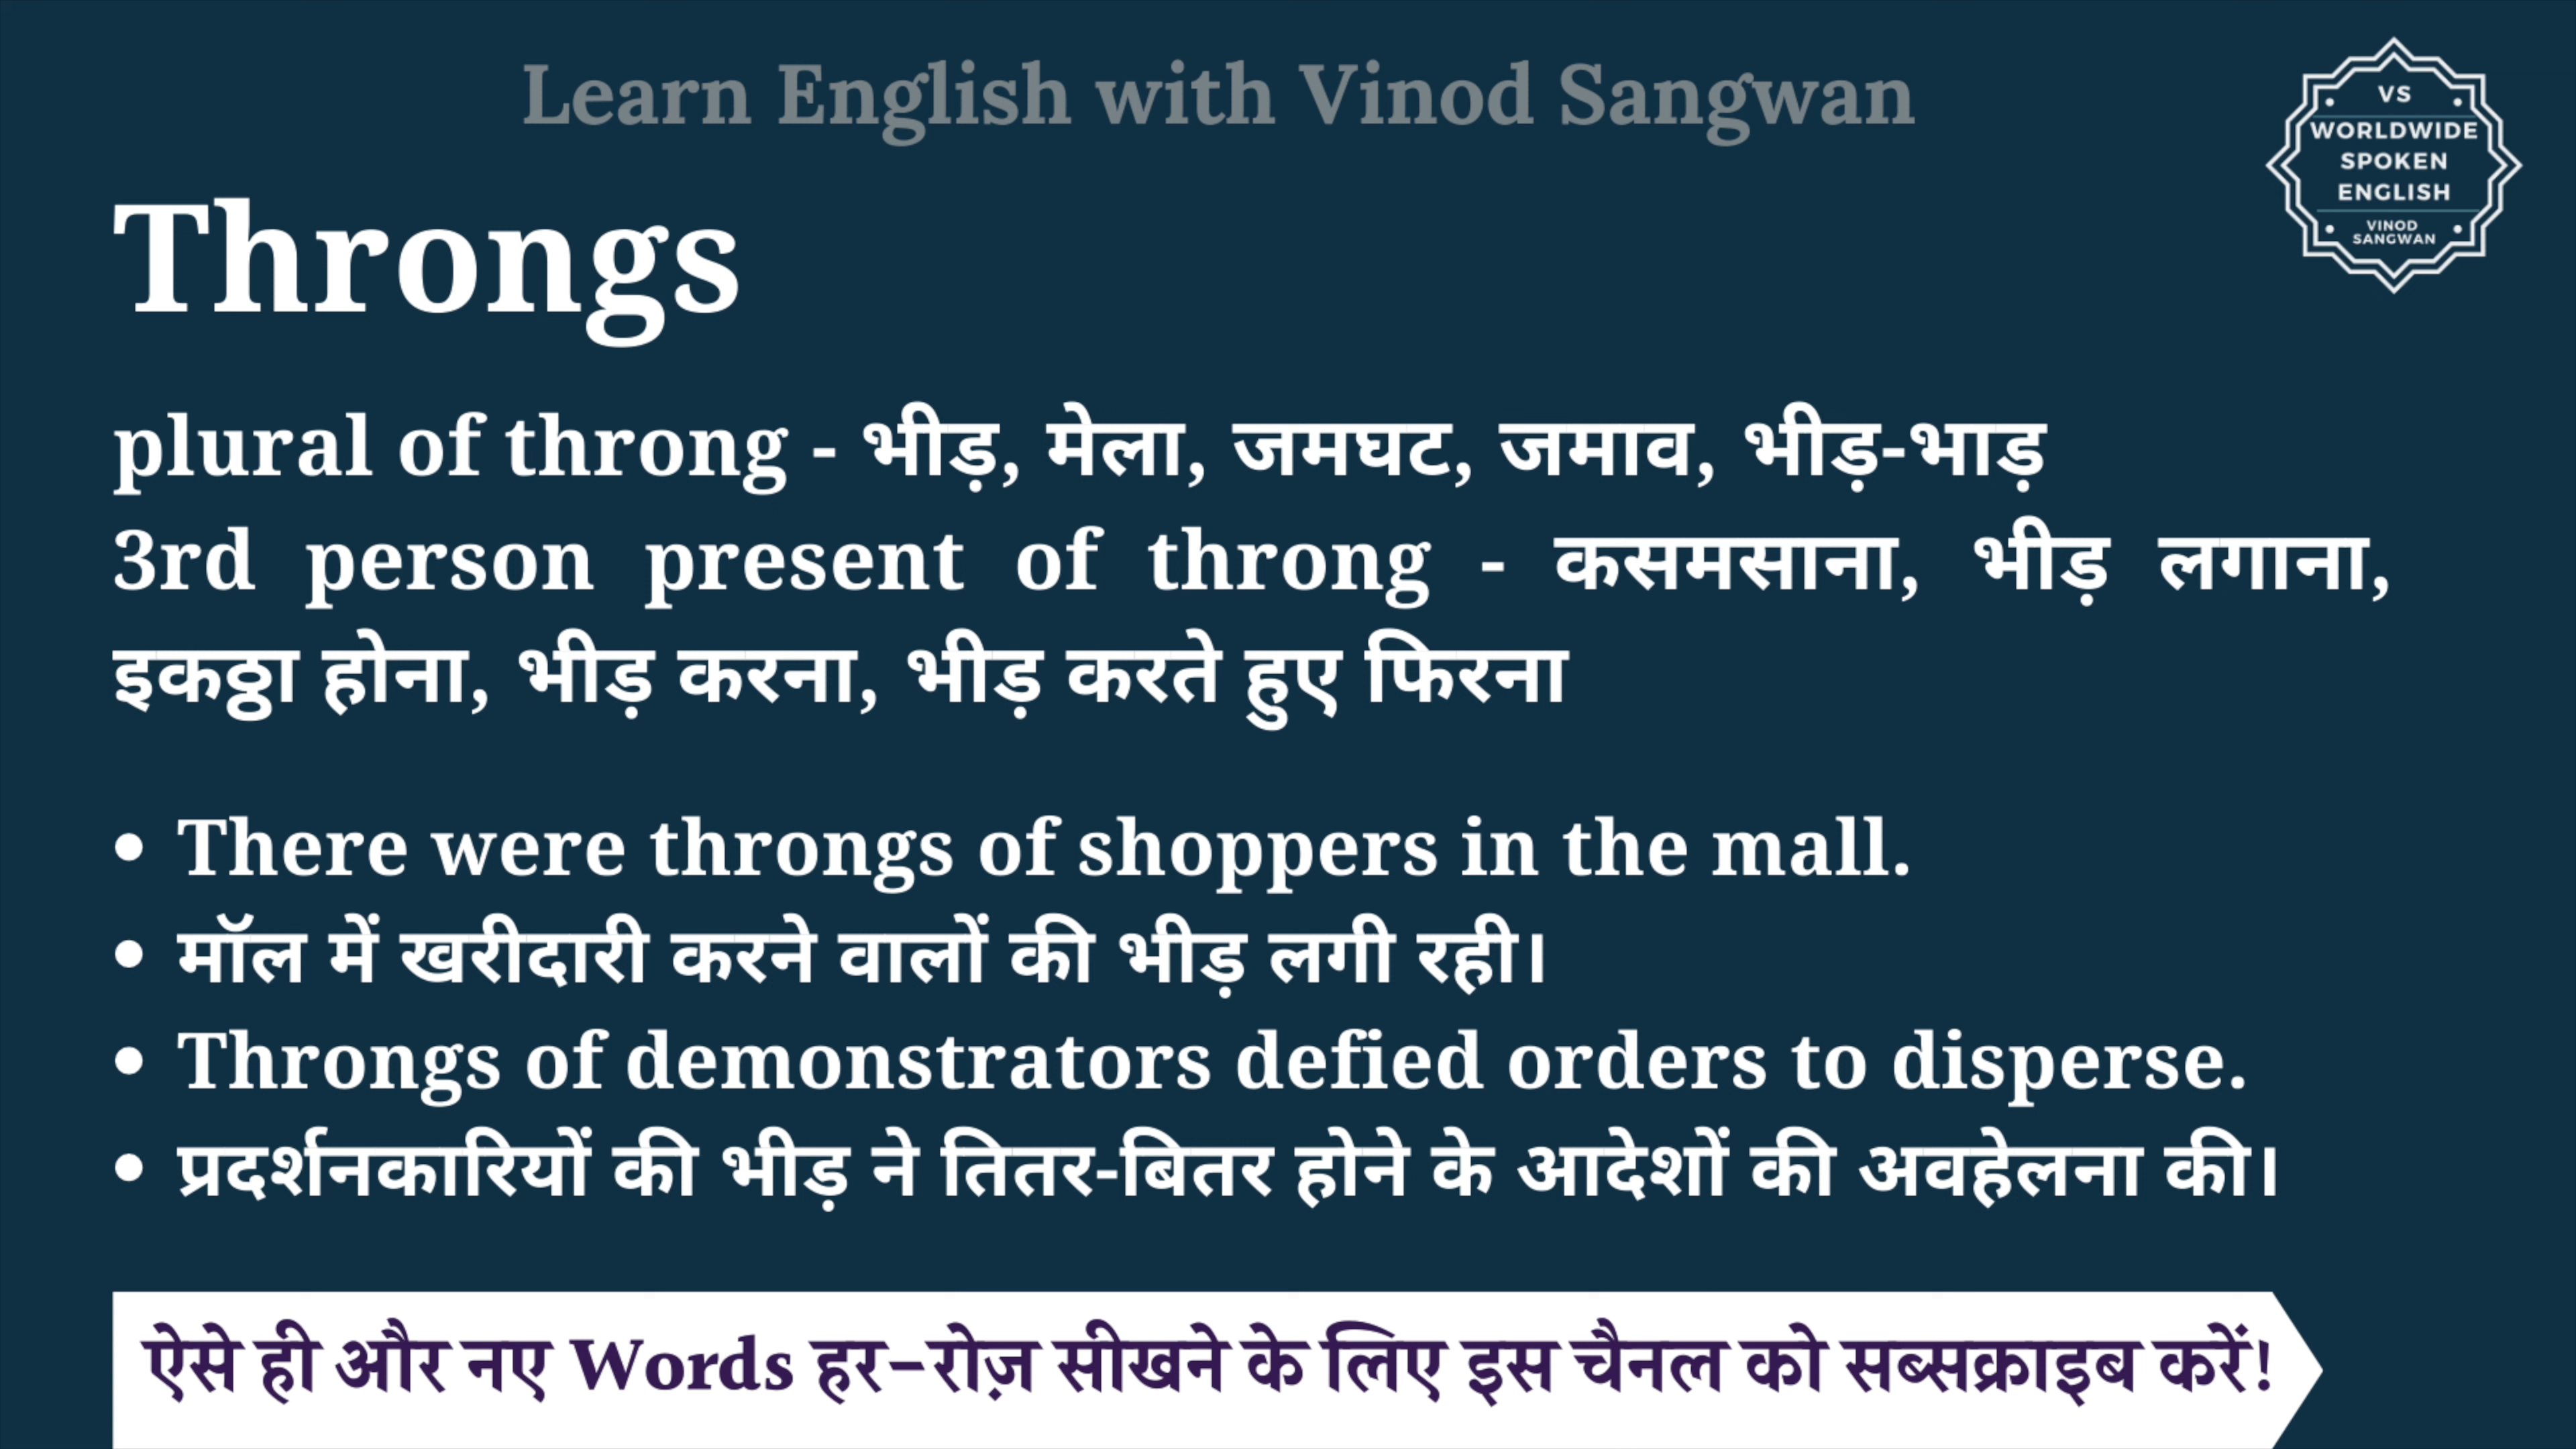 Learn English with Vinod Sangwan
VS
WORLDWIDE
SPOKEN
ENGLISH
VINOD
SANGWAN
Throngs
plural of throng - भीड़, मेला, जमघट, जमाव, भीड़-भाड़
3rd person present of throng - कसमसाना, भीड़ लगाना,
इकठ्ठा होना, भीड़ करना, भीड़ करते हुए फिरना
• There were throngs of shoppers in the mall.
• मॉल में खरीदारी करने वालों की भीड़ लगी रही।
• Throngs of demonstrators defied orders to disperse.
• प्रदर्शनकारियों की भीड़ ने तितर-बितर होने के आदेशों की अवहेलना की।
ऐसे ही और नए Words हर-रोज़ सीखने के लिए इस चैनल को सब्सक्राइब करें!